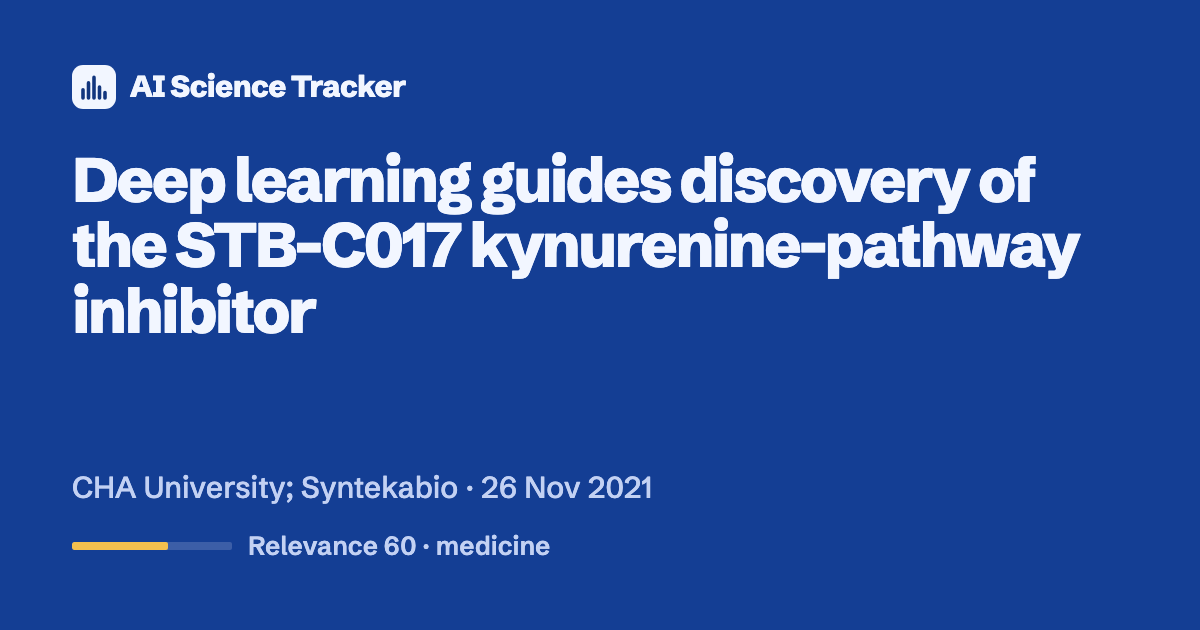 AI Science Tracker
Deep learning guides discovery of
the STB-C017 kynurenine-pathway
inhibitor
CHA University; Syntekabio · 26 Nov 2021
Relevance 60 · medicine